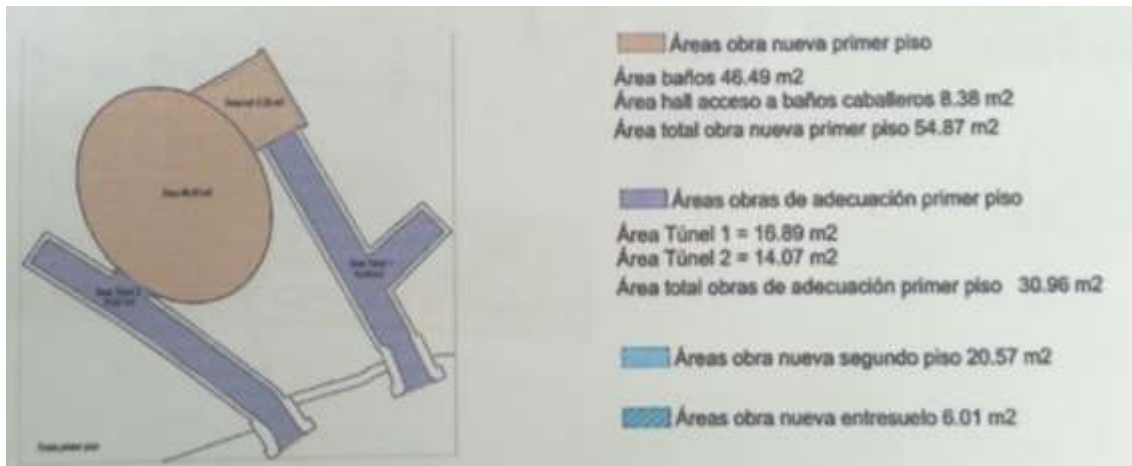 Áreas obra nueva primer piso
Área baños 46.49 m2
Área hall acceso a baños caballeros 8.38 m2
Área total obra nueva primer piso 54.87 m2
Áreas obras de adecuación primer piso
Área Túnel 1 = 16.89 m2
Área Túnel 2 = 14.07 m2
Área total obras de adecuación primer piso 30.96 m2
Áreas obra nueva segundo piso 20.57 m2
Áreas obra nueva entresuelo 6.01 m2